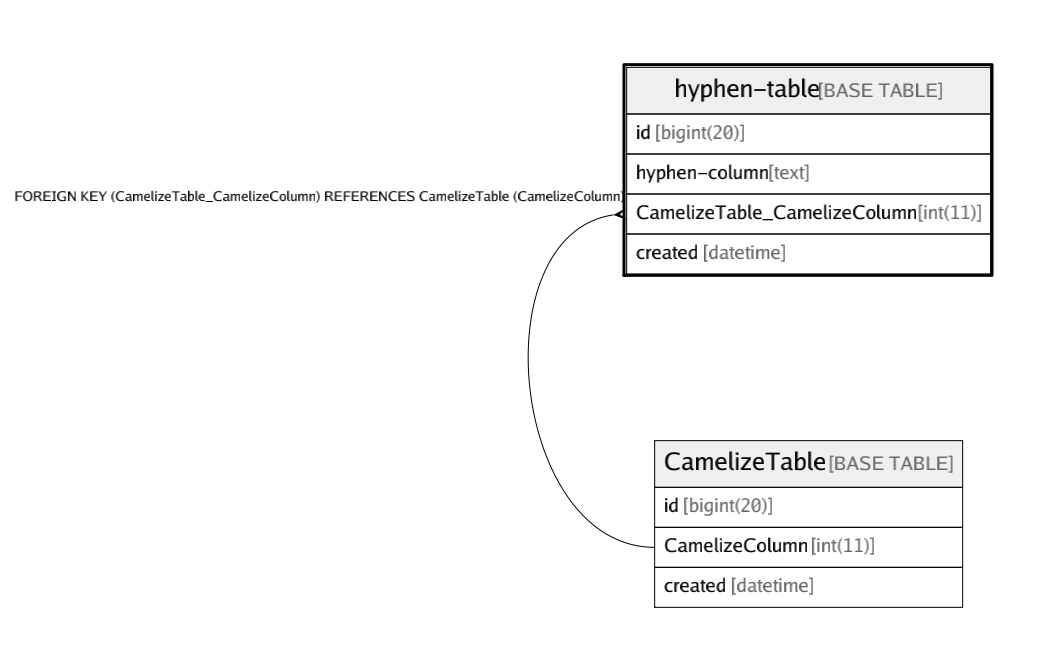 hyphen-table [BASE TABLE]
id [bigint(20)]
hyphen-column [text]
FOREIGN KEY (CamelizeTable_CamelizeColumn) REFERENCES CamelizeTable (CamelizeColumn)
CamelizeTable_CamelizeColumn [int(11)]
created [datetime]
CamelizeTable [BASE TABLE]
id [bigint(20)]
CamelizeColumn [int(11)]
created [datetime]